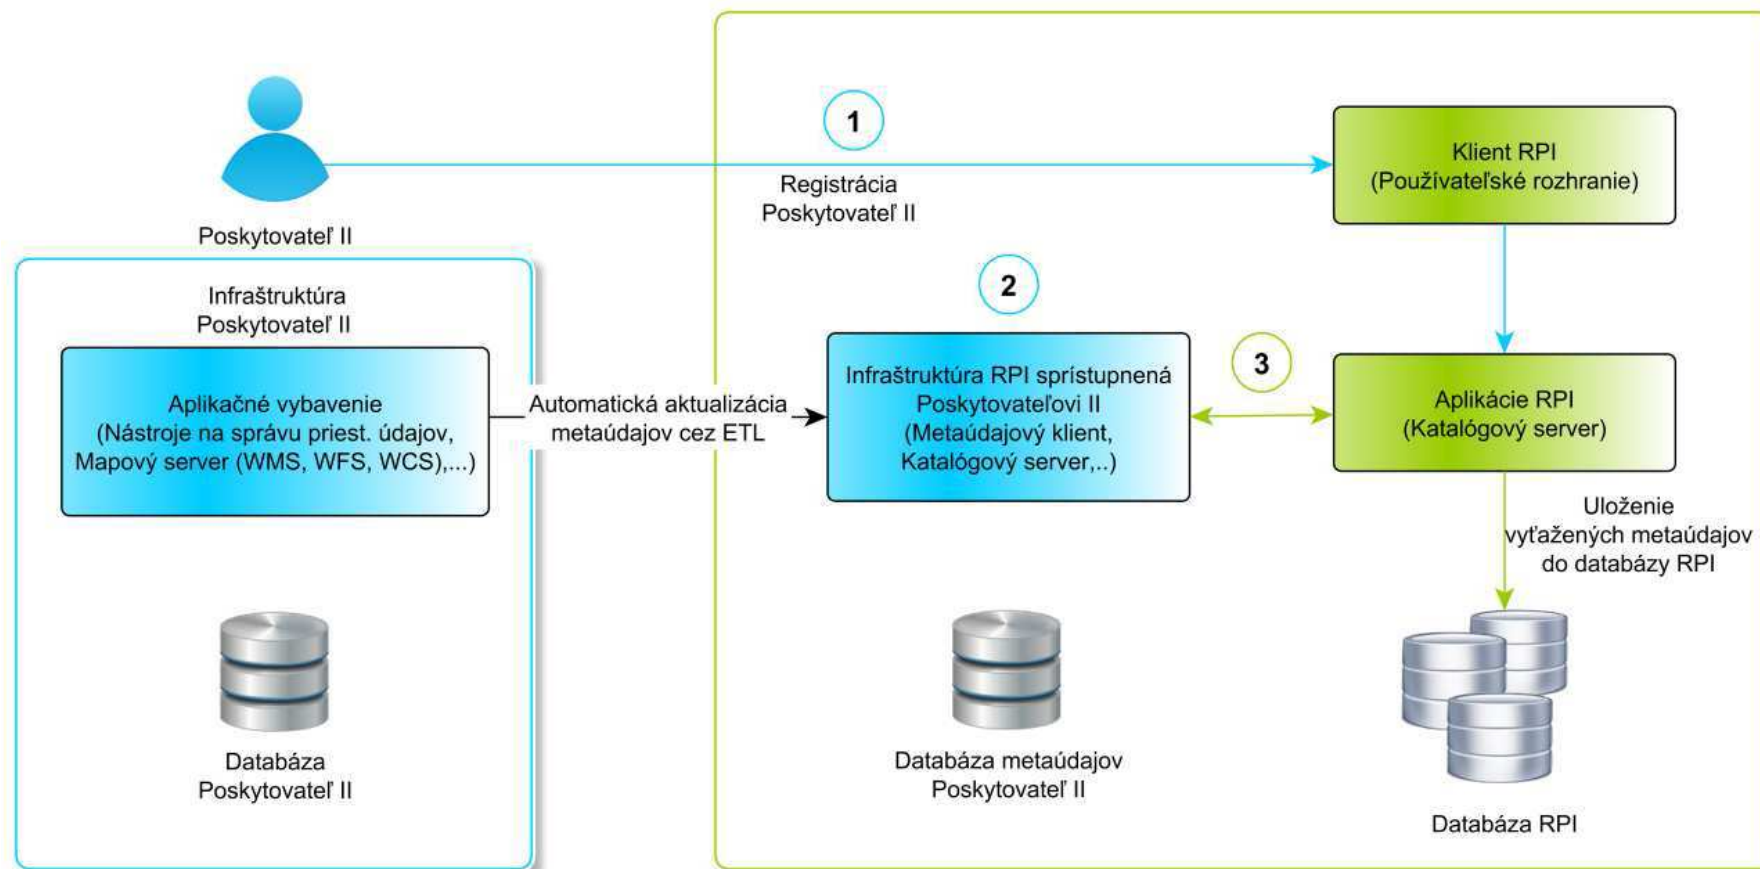 1
Registrácia
Poskytovateľ II
Klient RPI
(Používateľské rozhranie)
Poskytovateľ II
Infraštruktúra
Poskytovateľ II
Aplikačné vybavenie
(Nástroje na správu priest. údajov,
Mapový server (WMS, WFS, WCS),...)
Automatická aktualizácia
metaúdajov cez ETL
2
Infraštruktúra RPI sprístupnená
Poskytovateľovi II
(Metaúdajový klient,
Katalógový server,..)
3
Aplikácie RPI
(Katalógový server)
Uloženie
vyťažených metaúdajov
do databázy RPI
Databáza
Poskytovateľ II
Databáza metaúdajov
Poskytovateľ II
Databáza RPI